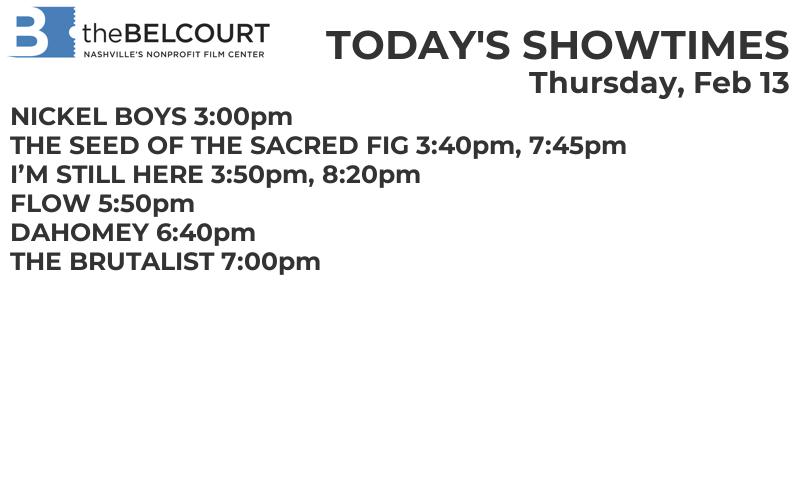 B theBELCOURT
NASHVILLE'S NONPROFIT FILM CENTER
TODAY'S SHOWTIMES
Thursday, Feb 13
NICKEL BOYS 3:00pm
THE SEED OF THE SACRED FIG 3:40pm, 7:45pm
I’M STILL HERE 3:50pm, 8:20pm
FLOW 5:50pm
DAHOMEY 6:40pm
THE BRUTALIST 7:00pm